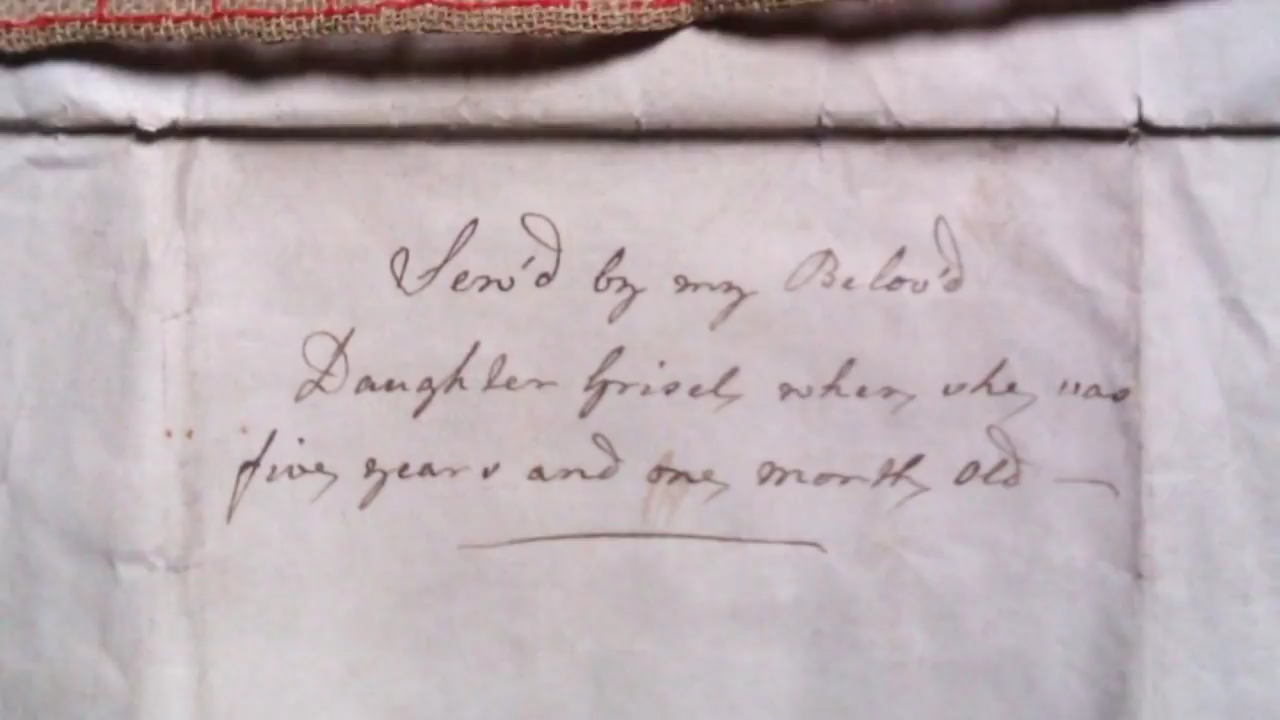 Sew'd by my Belov'd
Daughter Grisel, when she was
five years and one month old —